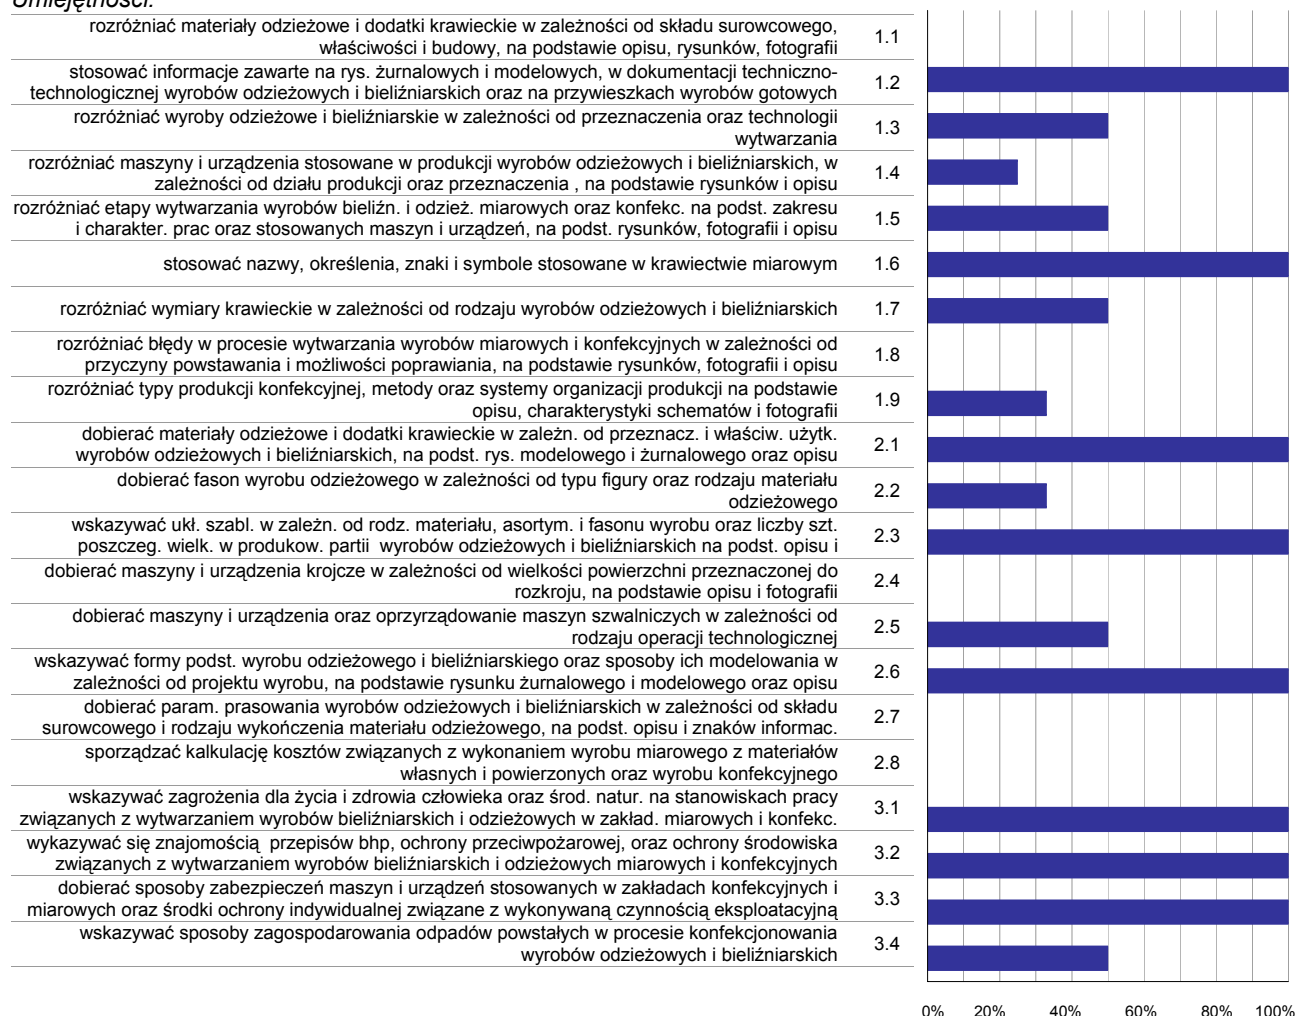 Umiejętności:
rozróżniać materiały odzieżowe i dodatki krawieckie w zależności od składu surowcowego,
właściwości i budowy, na podstawie opisu, rysunków, fotografii
1.1
stosować informacje zawarte na rys. żurnalowych i modelowych, w dokumentacji techniczno-
technologicznej wyrobów odzieżowych i bieliźniarskich oraz na przywieszkach wyrobów gotowych
1.2
rozróżniać wyroby odzieżowe i bieliźniarskie w zależności od przeznaczenia oraz technologii
wytwarzania
1.3
rozróżniać maszyny i urządzenia stosowane w produkcji wyrobów odzieżowych i bieliźniarskich, w
zależności od działu produkcji oraz przeznaczenia , na podstawie rysunków i opisu
1.4
rozróżniać etapy wytwarzania wyrobów bieliźn. i odzież. miarowych oraz konfekc. na podst. zakresu
i charakter. prac oraz stosowanych maszyn i urządzeń, na podst. rysunków, fotografii i opisu
1.5
stosować nazwy, określenia, znaki i symbole stosowane w krawiectwie miarowym
1.6
rozróżniać wymiary krawieckie w zależności od rodzaju wyrobów odzieżowych i bieliźniarskich
1.7
rozróżniać błędy w procesie wytwarzania wyrobów miarowych i konfekcyjnych w zależności od
przyczyny powstawania i możliwości poprawiania, na podstawie rysunków, fotografii i opisu
1.8
rozróżniać typy produkcji konfekcyjnej, metody oraz systemy organizacji produkcji na podstawie
opisu, charakterystyki schematów i fotografii
1.9
dobierać materiały odzieżowe i dodatki krawieckie w zależn. od przeznacz. i właściw. użytk.
wyrobów odzieżowych i bieliźniarskich, na podst. rys. modelowego i żurnalowego oraz opisu
2.1
dobierać fason wyrobu odzieżowego w zależności od typu figury oraz rodzaju materiału
odzieżowego
2.2
wskazywać ukł. szabl. w zależn. od rodz. materiału, asortym. i fasonu wyrobu oraz liczby szt.
poszczeg. wielk. w produkow. partii  wyrobów odzieżowych i bieliźniarskich na podst. opisu i
2.3
dobierać maszyny i urządzenia krojcze w zależności od wielkości powierzchni przeznaczonej do
rozkroju, na podstawie opisu i fotografii
2.4
dobierać maszyny i urządzenia oraz oprzyrządowanie maszyn szwalniczych w zależności od
rodzaju operacji technologicznej
2.5
wskazywać formy podst. wyrobu odzieżowego i bieliźniarskiego oraz sposoby ich modelowania w
zależności od projektu wyrobu, na podstawie rysunku żurnalowego i modelowego oraz opisu
2.6
dobierać param. prasowania wyrobów odzieżowych i bieliźniarskich w zależności od składu
surowcowego i rodzaju wykończenia materiału odzieżowego, na podst. opisu i znaków informac.
2.7
sporządzać kalkulację kosztów związanych z wykonaniem wyrobu miarowego z materiałów
własnych i powierzonych oraz wyrobu konfekcyjnego
2.8
wskazywać zagrożenia dla życia i zdrowia człowieka oraz środ. natur. na stanowiskach pracy
związanych z wytwarzaniem wyrobów bieliźniarskich i odzieżowych w zakład. miarowych i konfekc.
3.1
wykazywać się znajomością  przepisów bhp, ochrony przeciwpożarowej, oraz ochrony środowiska
związanych z wytwarzaniem wyrobów bieliźniarskich i odzieżowych miarowych i konfekcyjnych
3.2
dobierać sposoby zabezpieczeń maszyn i urządzeń stosowanych w zakładach konfekcyjnych i
miarowych oraz środki ochrony indywidualnej związane z wykonywaną czynnością eksploatacyjną
3.3
wskazywać sposoby zagospodarowania odpadów powstałych w procesie konfekcjonowania
wyrobów odzieżowych i bieliźniarskich
3.4
0% 20% 40% 60% 80% 100%